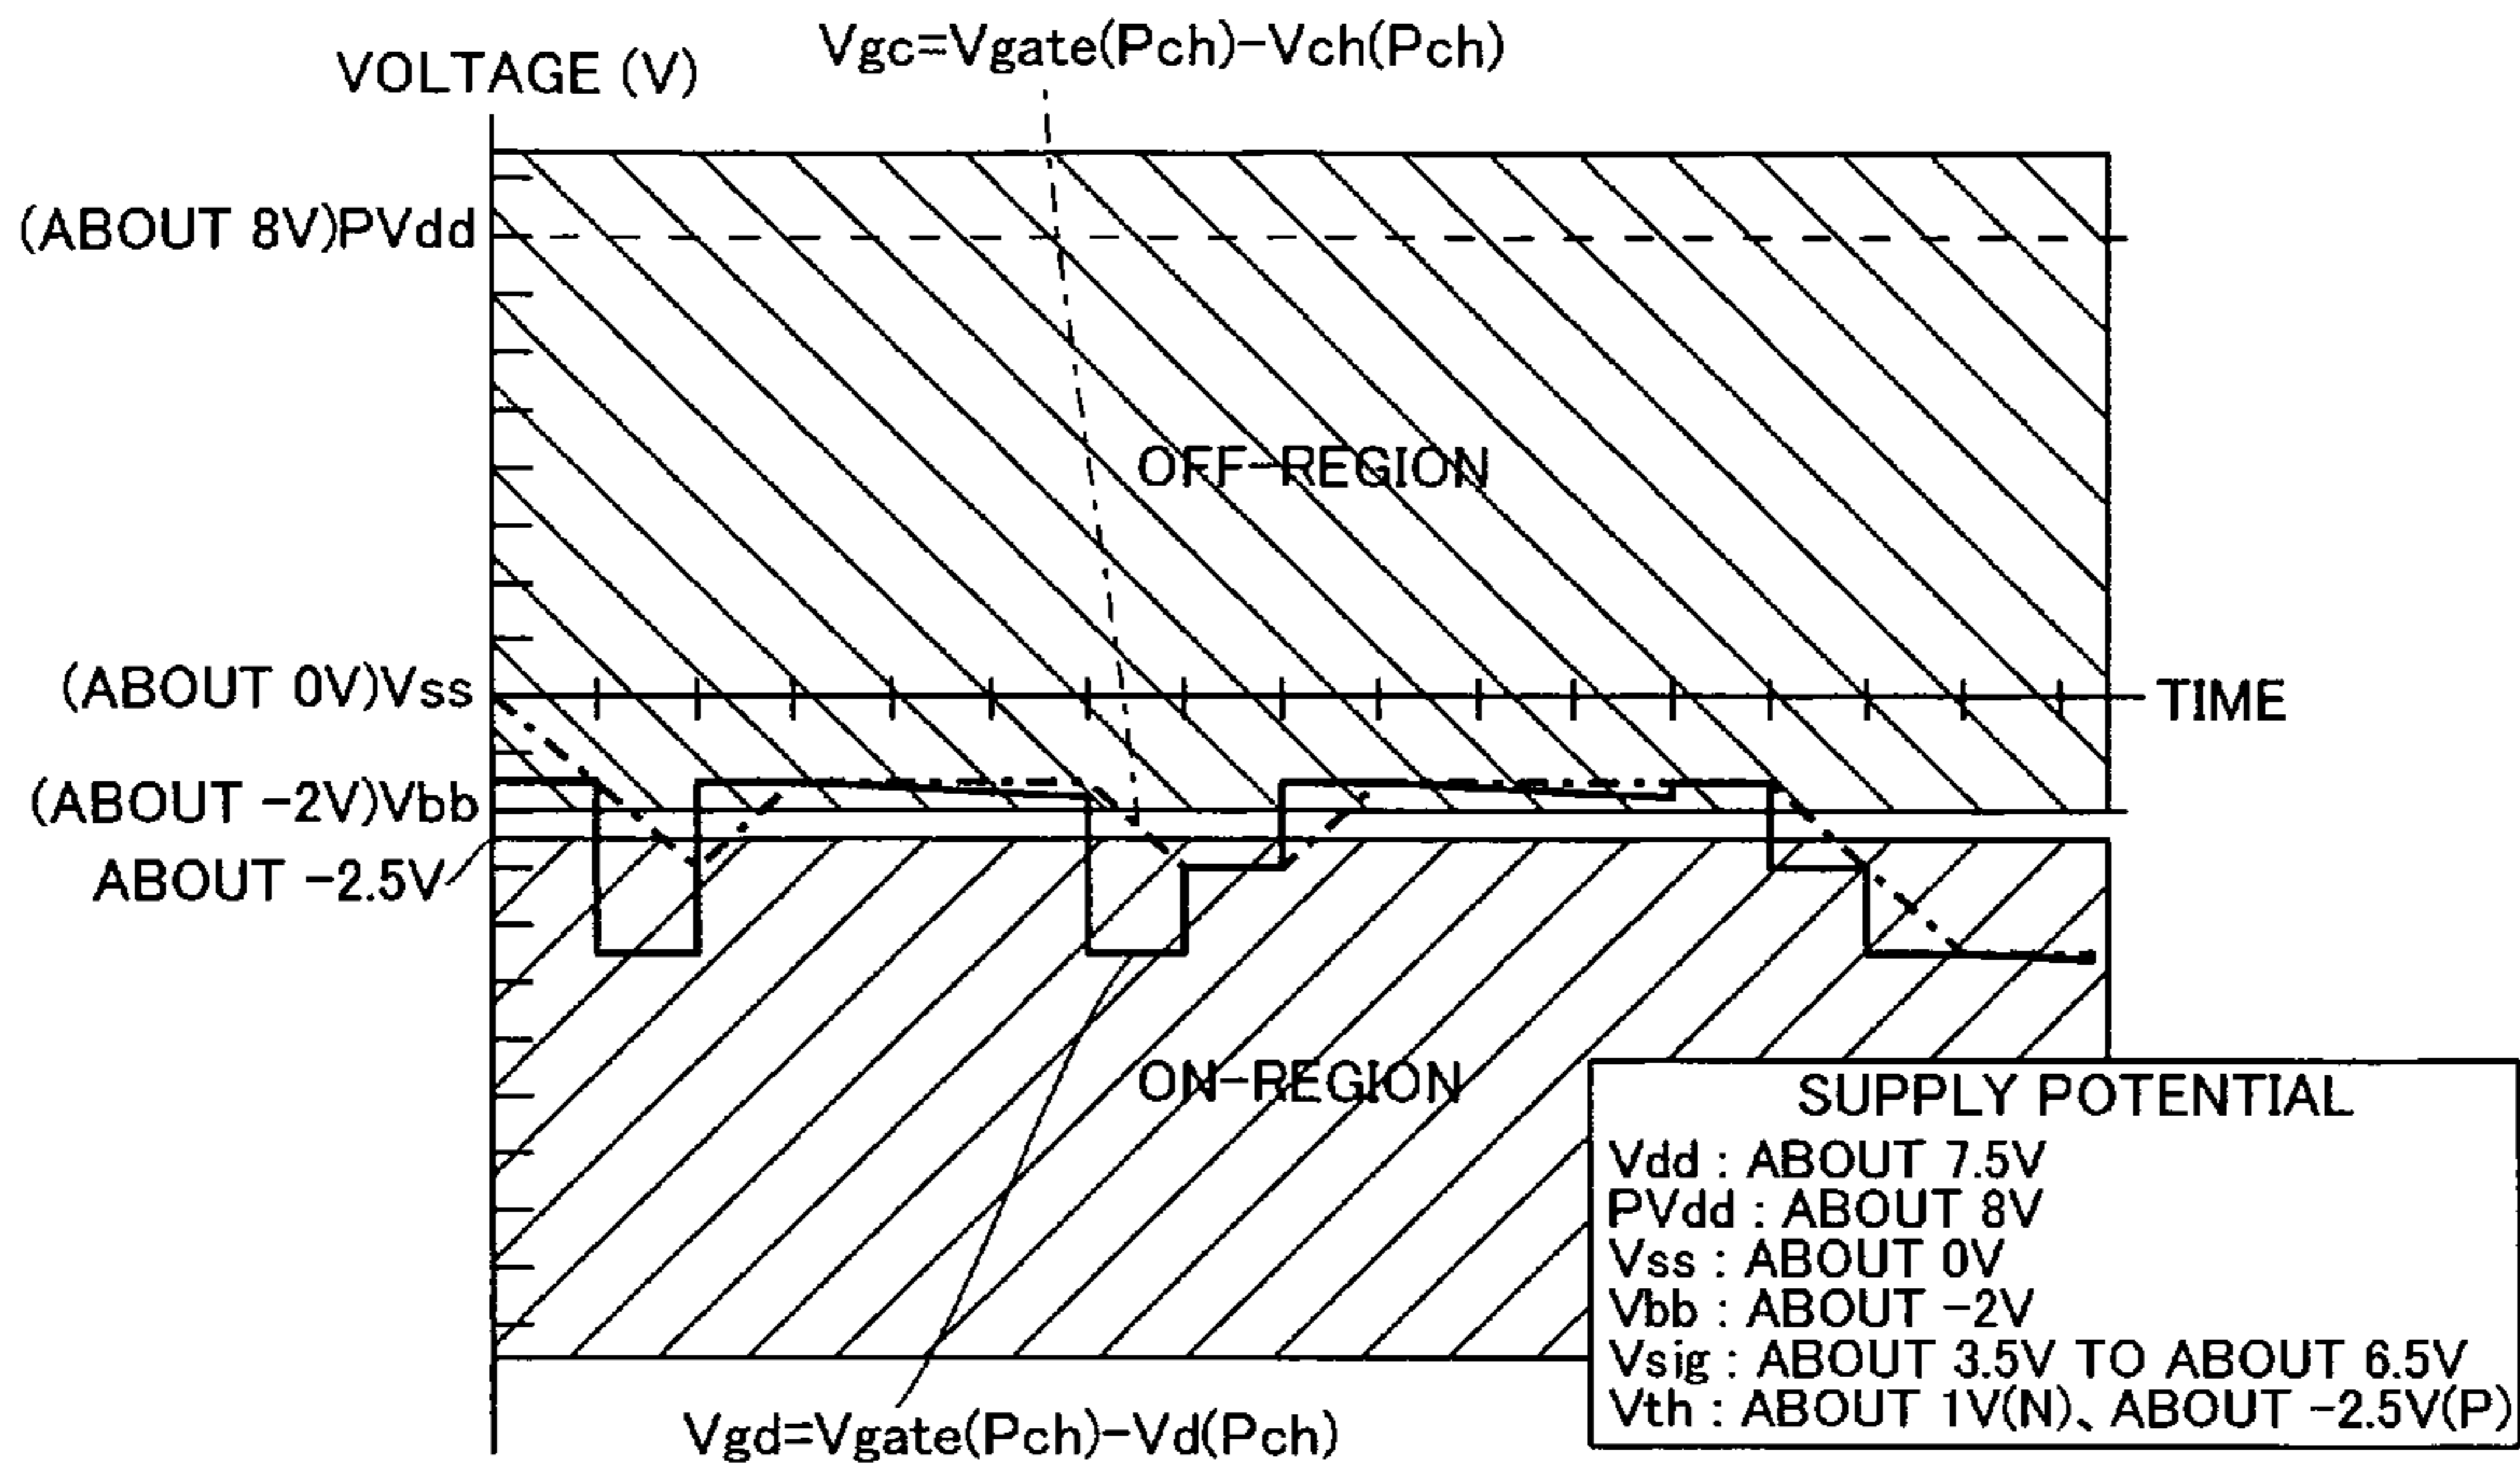 Vgc=Vgate(Pch)-Vch(Pch)
VOLTAGE (V)
(ABOUT 8V)PVdd
OFF-REGION
(ABOUT 0V)Vss
TIME
(ABOUT -2V)Vbb
ABOUT -2.5V
ON-REGION
SUPPLY POTENTIAL
Vdd : ABOUT 7.5V
PVdd : ABOUT 8V
Vss : ABOUT 0V
Vbb : ABOUT -2V
Vsig : ABOUT 3.5V TO ABOUT 6.5V
Vth : ABOUT 1V(N)、ABOUT -2.5V(P)
Vgd=Vgate(Pch)-Vd(Pch)